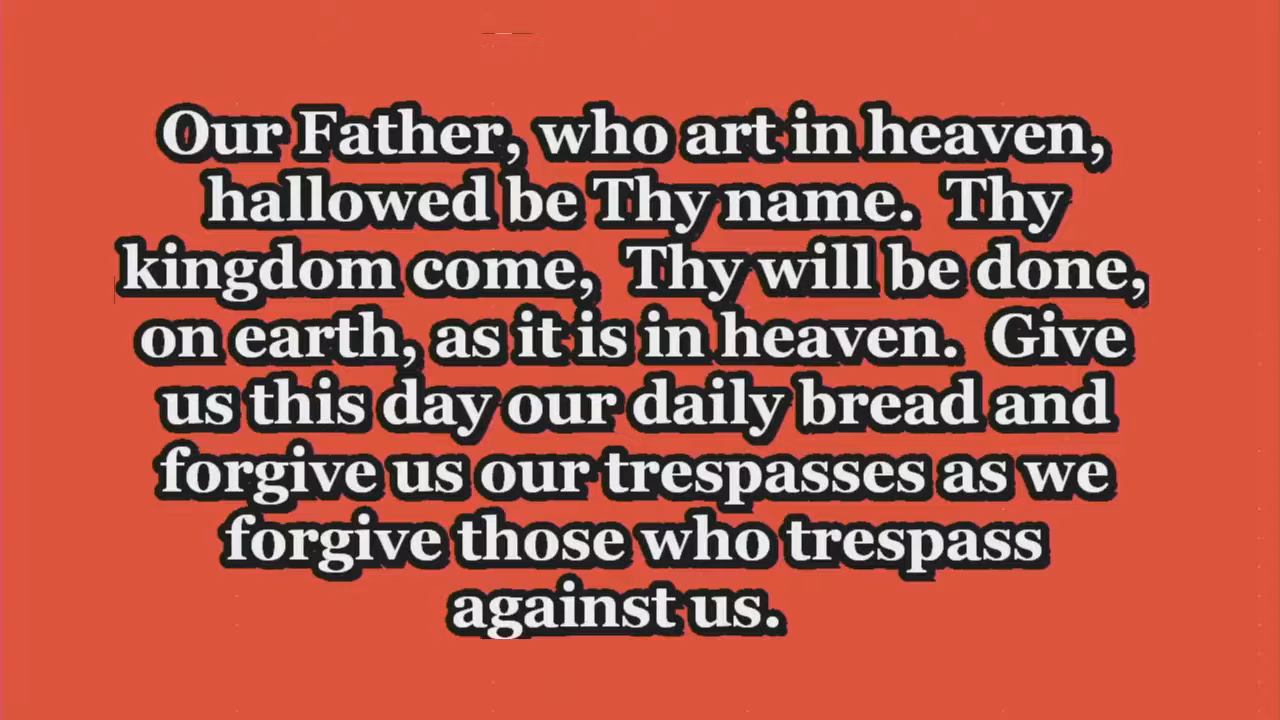 Our Father, who art in heaven,
hallowed be Thy name.  Thy
kingdom come,  Thy will be done,
on earth, as it is in heaven.  Give
us this day our daily bread and
forgive us our trespasses as we
forgive those who trespass
against us.